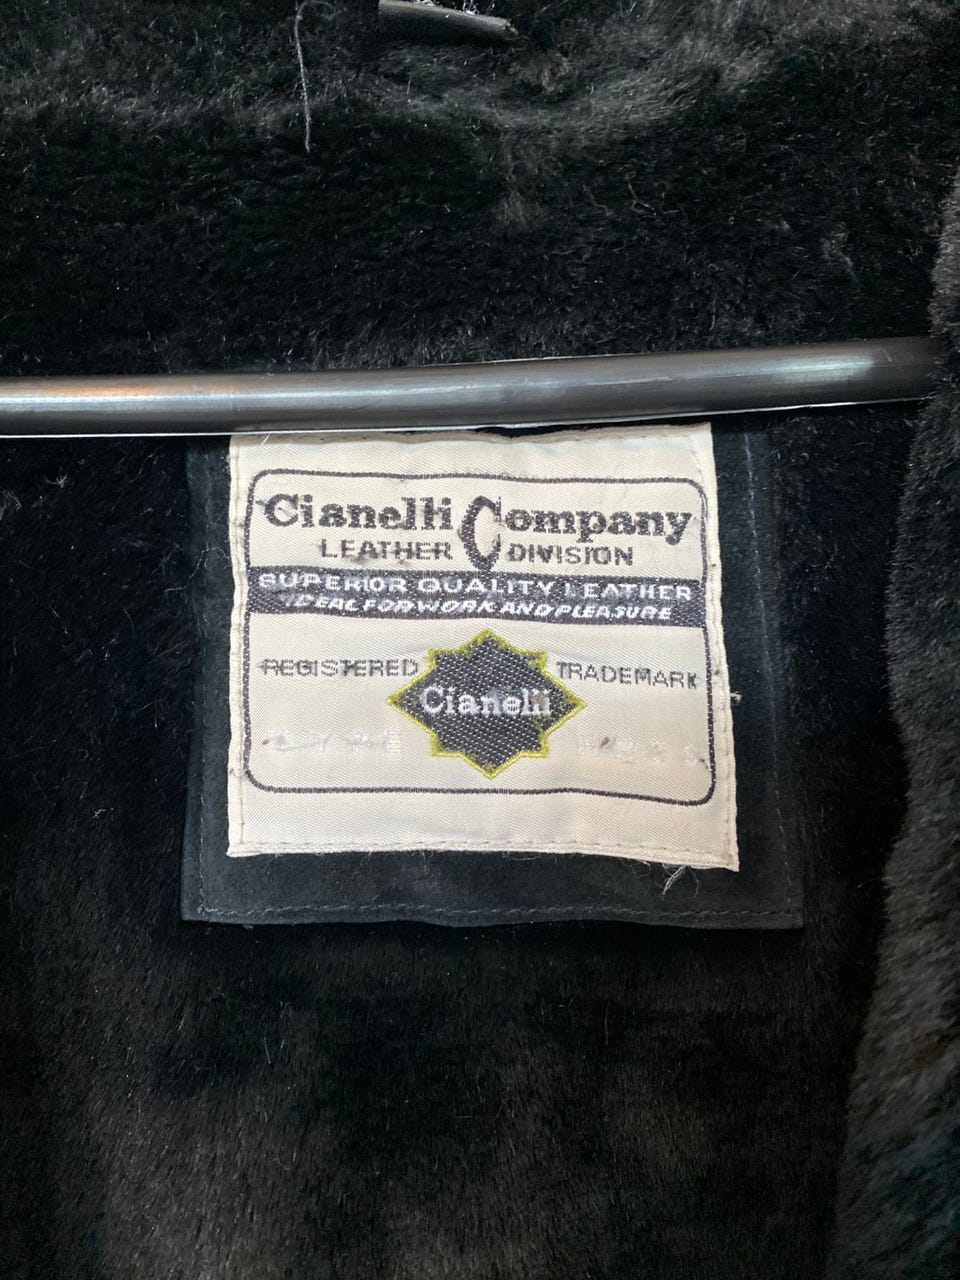 Cianelli Company
LEATHER DIVISION
SUPERIOR QUALITY LEATHER
IDEAL FOR WORK AND PLEASURE
REGISTERED TRADEMARK
Cianelli